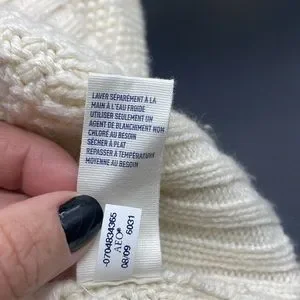 LAVER SÉPARÉMENT À LA
MAIN À L'EAU FROIDE
UTILISER SEULEMENT UN
AGENT DE BLANCHIMENT NON
CHLORÉ AU BESOIN
SÉCHER À PLAT
REPASSER À TEMPÉRATURE
MOYENNE AU BESOIN
-0704834365
AEO® 6031
08/09